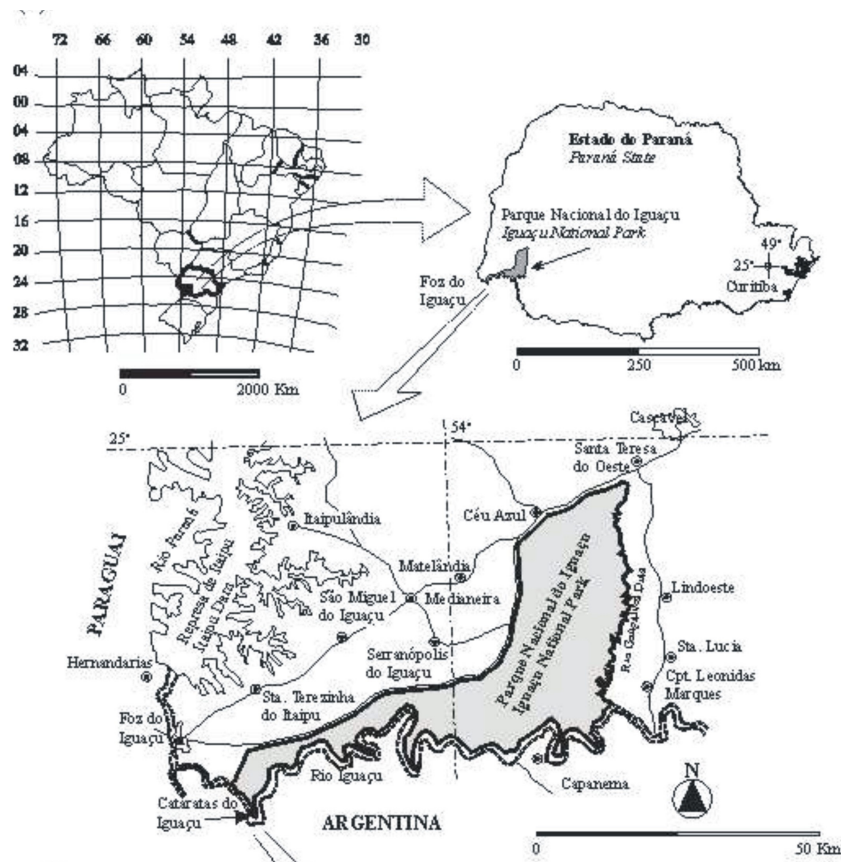 72 66 60 54 48 42 36 30
04
00
04
08
12
16
20
24
28
32
0 2000 Km
Estado do Paraná
Paraná State
Parque Nacional do Iguaçu
Iguaçu National Park
49°
25°
Curitiba
Foz do
Iguaçu
0 250 500 km
25°
54°
Cascavel
Santa Teresa
do Oeste
Céu Azul
Itaipulândia
Rio Paraná
Represa de Itaipu
Itaipu Dam
PARAGUAI
Matelândia
São Miguel
do Iguaçu
Medianeira
Serranópolis
do Iguaçu
Parque Nacional do Iguaçu
Iguaçu National Park
Rio Gonçalves Dias
Lindoeste
Sta. Lucia
Cpt. Leonidas
Marques
Hernandarias
Sta. Terezinha
do Itaipu
Foz do
Iguaçu
Rio Iguaçu
Capanema
Cataratas do
Iguaçu
ARGENTINA
N
0 50 Km